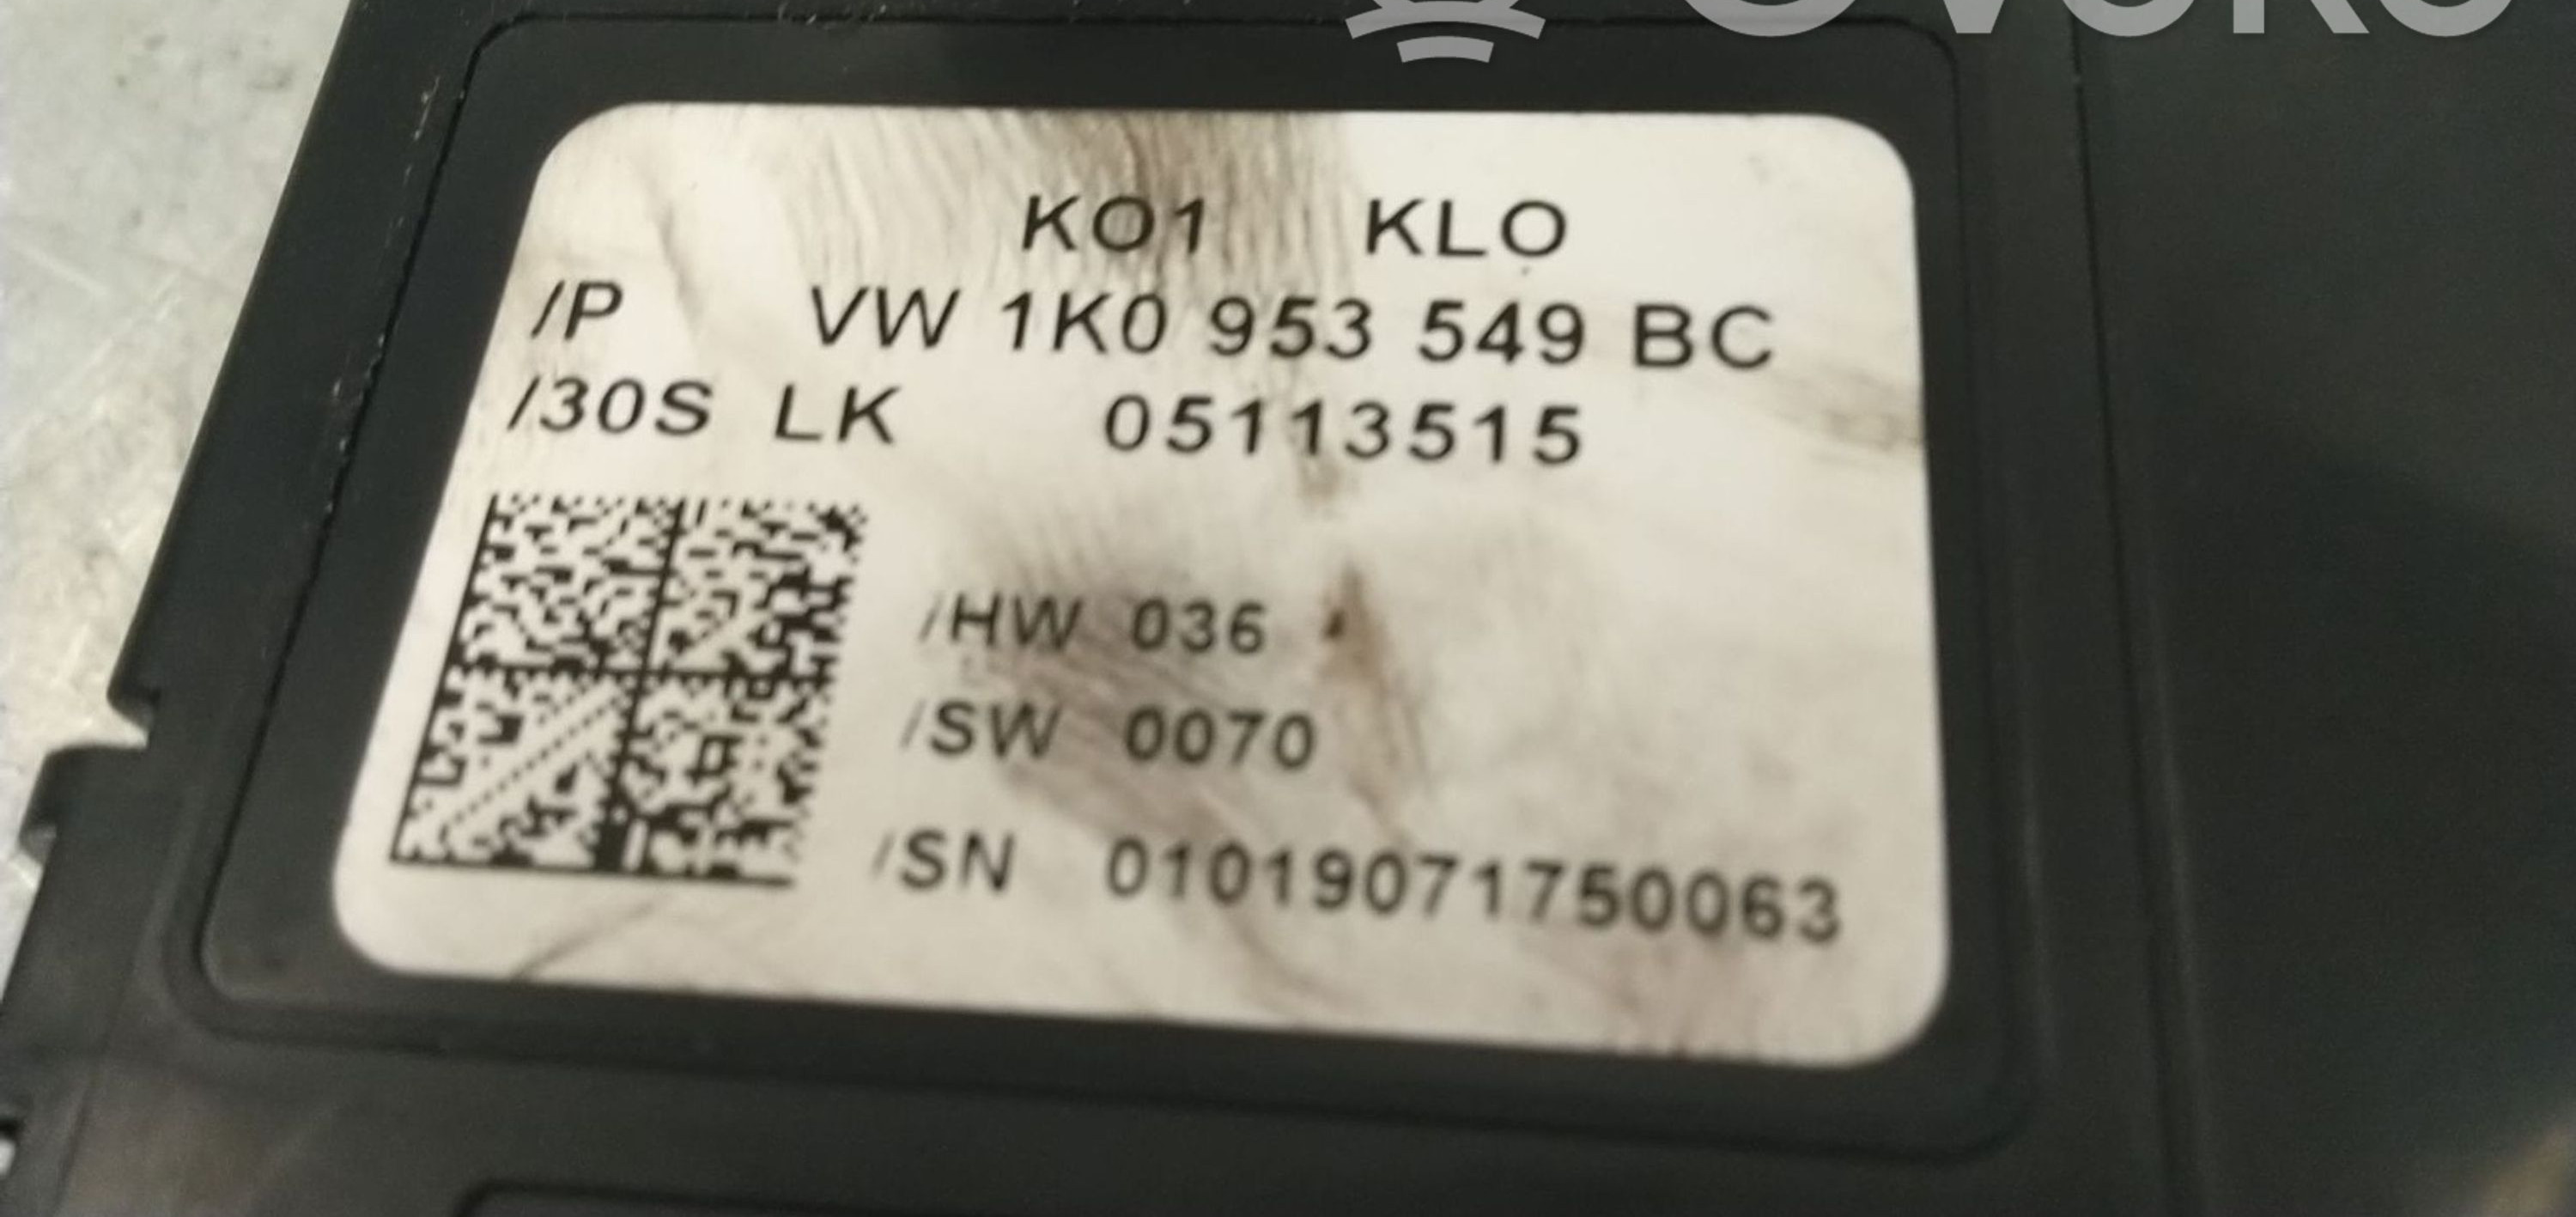 KO1 KLO
/P VW 1K0 953 549 BC
/30S LK 05113515
/HW 036
/SW 0070
/SN 01019071750063